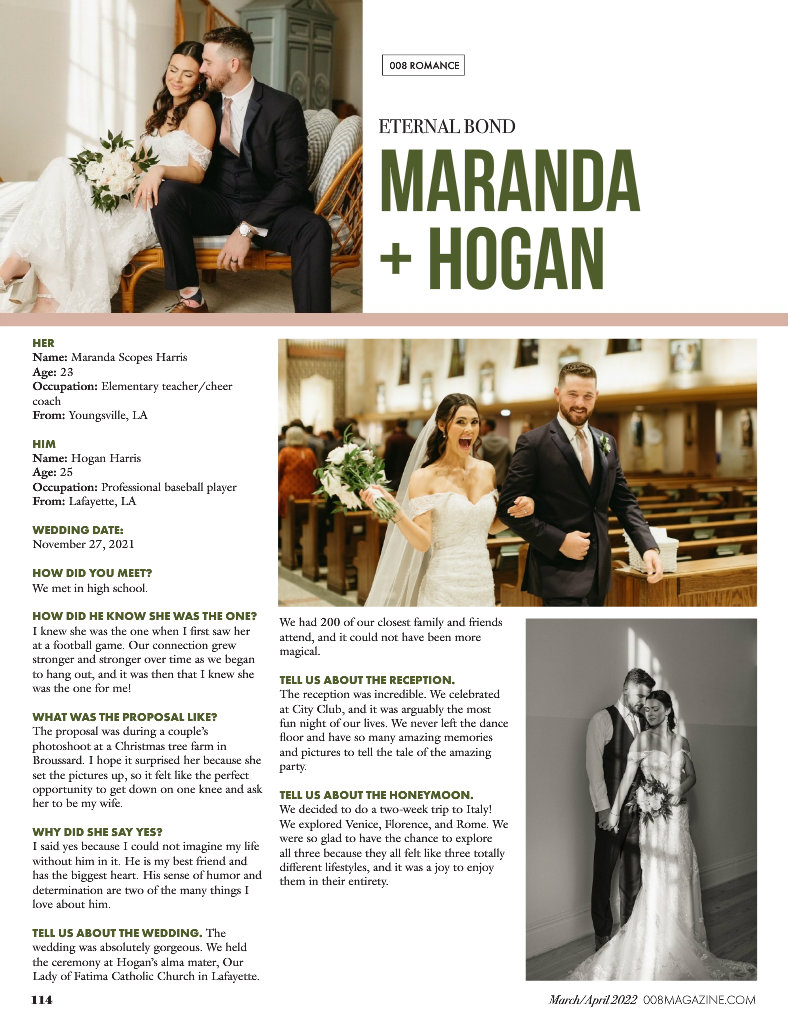 008 ROMANCE
ETERNAL BOND
MARANDA
+ HOGAN
HER
Name: Maranda Scopes Harris
Age: 23
Occupation: Elementary teacher/cheer
coach
From: Youngsville, LA
HIM
Name: Hogan Harris
Age: 25
Occupation: Professional baseball player
From: Lafayette, LA
WEDDING DATE:
November 27, 2021
HOW DID YOU MEET?
We met in high school.
HOW DID HE KNOW SHE WAS THE ONE?
I knew she was the one when I first saw her
at a football game. Our connection grew
stronger and stronger over time as we began
to hang out, and it was then that I knew she
was the one for me!
WHAT WAS THE PROPOSAL LIKE?
The proposal was during a couple's
photoshoot at a Christmas tree farm in
Broussard. I hope it surprised her because she
set the pictures up, so it felt like the perfect
opportunity to get down on one knee and ask
her to be my wife.
WHY DID SHE SAY YES?
I said yes because I could not imagine my life
without him in it. He is my best friend and
has the biggest heart. His sense of humor and
determination are two of the many things I
love about him.
TELL US ABOUT THE WEDDING. The
wedding was absolutely gorgeous. We held
the ceremony at Hogan's alma mater, Our
Lady of Fatima Catholic Church in Lafayette.
We had 200 of our closest family and friends
attend, and it could not have been more
magical.
TELL US ABOUT THE RECEPTION.
The reception was incredible. We celebrated
at City Club, and it was arguably the most
fun night of our lives. We never left the dance
floor and have so many amazing memories
and pictures to tell the tale of the amazing
party.
TELL US ABOUT THE HONEYMOON.
We decided to do a two-week trip to Italy!
We explored Venice, Florence, and Rome. We
were so glad to have the chance to explore
all three because they all felt like three totally
different lifestyles, and it was a joy to enjoy
them in their entirety.
114
March/April 2022 008MAGAZINE.COM